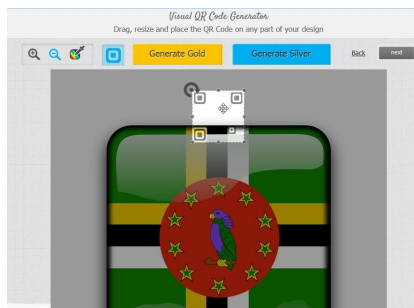 Visual QR Code Generator
Drag, resize and place the QR Code on any part of your design
Generate Gold
Generate Silver
Back
next